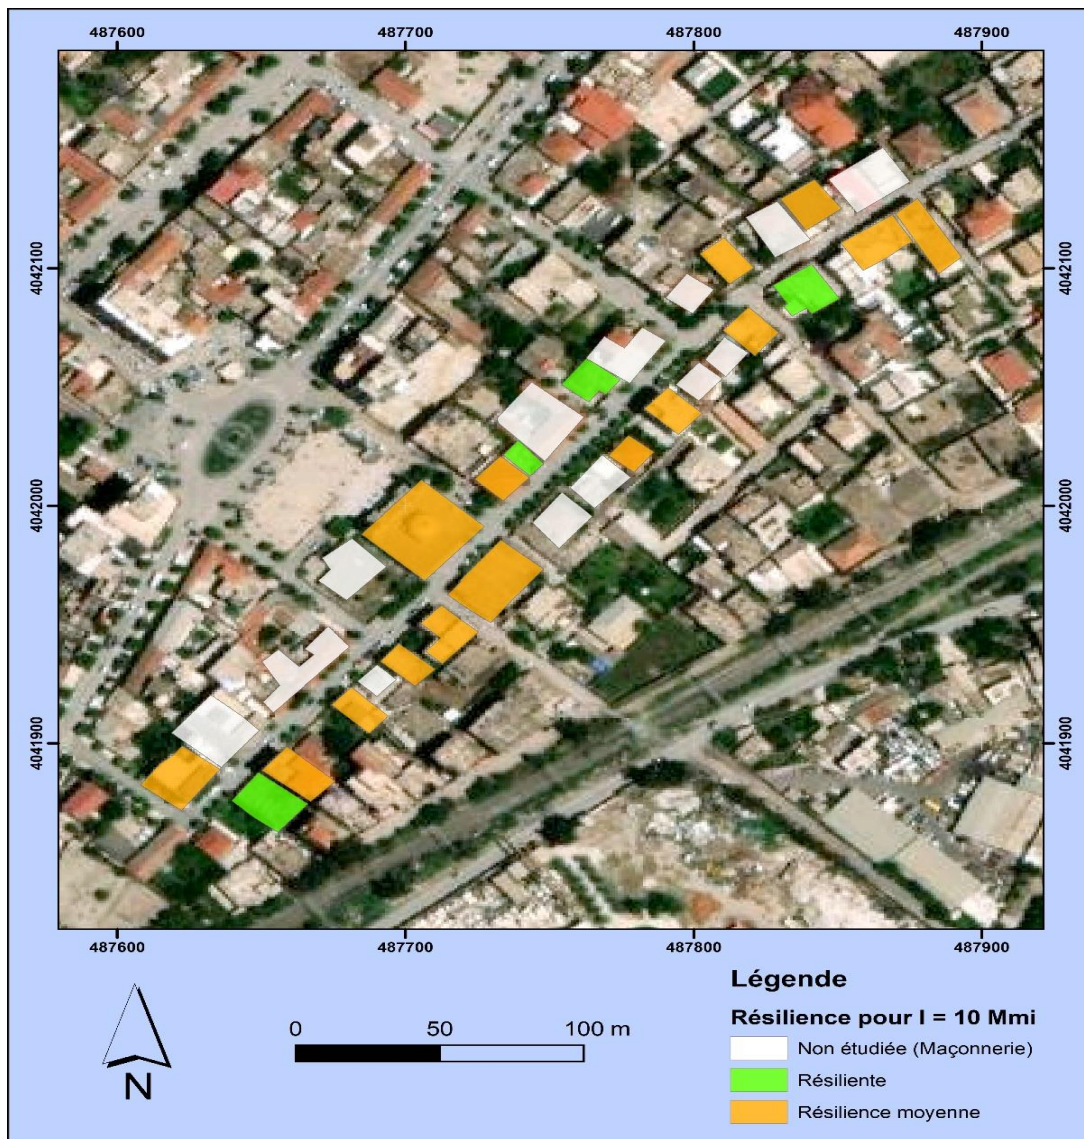 487600 487700 487800 487900
4042100 4042100
4042000 4042000
4041900 4041900
487600 487700 487800 487900
Légende
Résilience pour I = 10 Mmi
Non étudiée (Maçonnerie)
Résiliente
Résilience moyenne
0 50 100 m
N